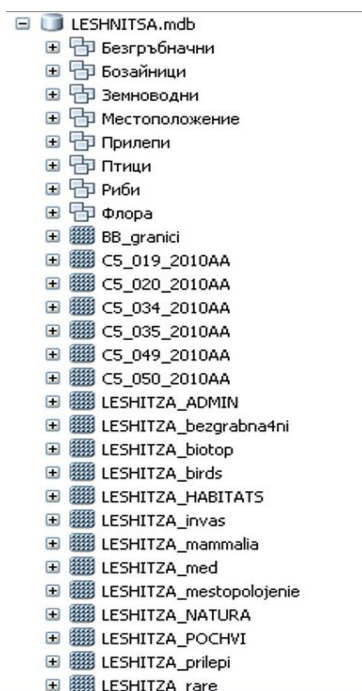 LESHNITSA.mdb
Безгръбначни
Бозайници
Земноводни
Местоположение
Прилепи
Птици
Риби
Флора
BB_granici
C5_019_2010AA
C5_020_2010AA
C5_034_2010AA
C5_035_2010AA
C5_049_2010AA
C5_050_2010AA
LESHITZA_ADMIN
LESHITZA_bezgrabna4ni
LESHITZA_biotop
LESHITZA_birds
LESHITZA_HABITATS
LESHITZA_invas
LESHITZA_mammalia
LESHITZA_med
LESHITZA_mestopolojenie
LESHITZA_NATURA
LESHITZA_POCHVI
LESHITZA_prilepi
LESHITZA_rare